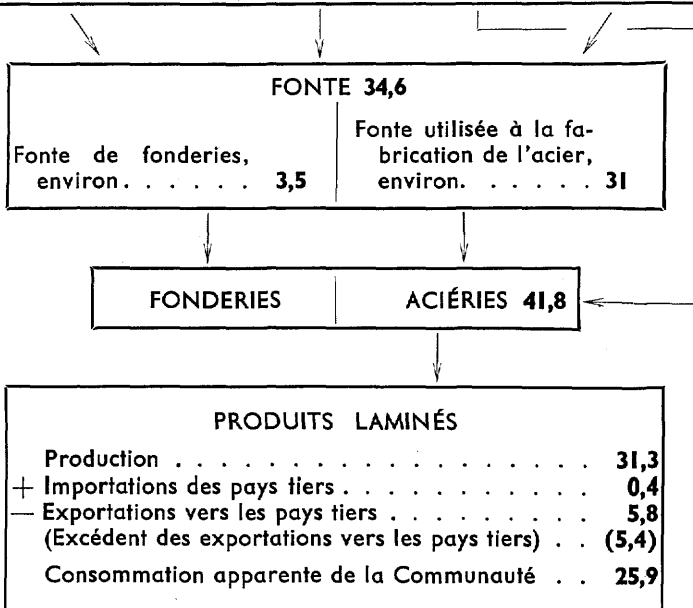 FONTE 34,6
Fonte de fonderies,
environ. . . . . . 3,5
Fonte utilisée à la fa-
brication de l'acier,
environ. . . . . . 31
FONDERIES
ACIÉRIES 41,8
PRODUITS LAMINÉS
Production . . . . . . . . . . . . . . . . . 31,3
+ Importations des pays tiers . . . . . . . . . . 0,4
— Exportations vers les pays tiers . . . . . . . . . 5,8
(Excédent des exportations vers les pays tiers) . . (5,4)
Consommation apparente de la Communauté . . 25,9